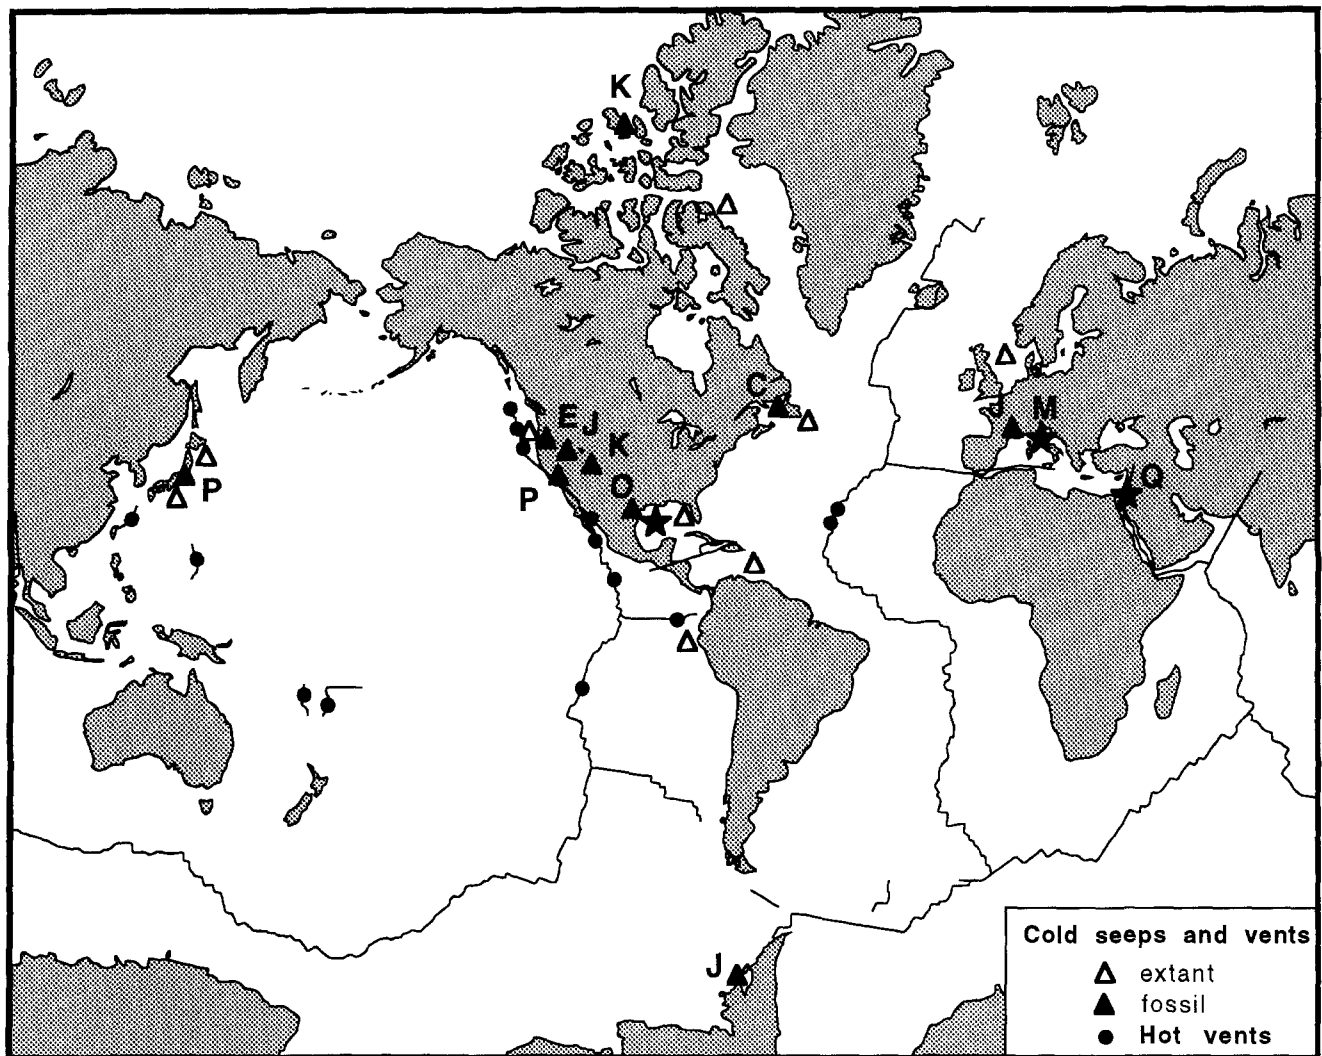 K
C
E J
K
P
O
P
J M
Q
J
Cold seeps and vents
extant
fossil
Hot vents